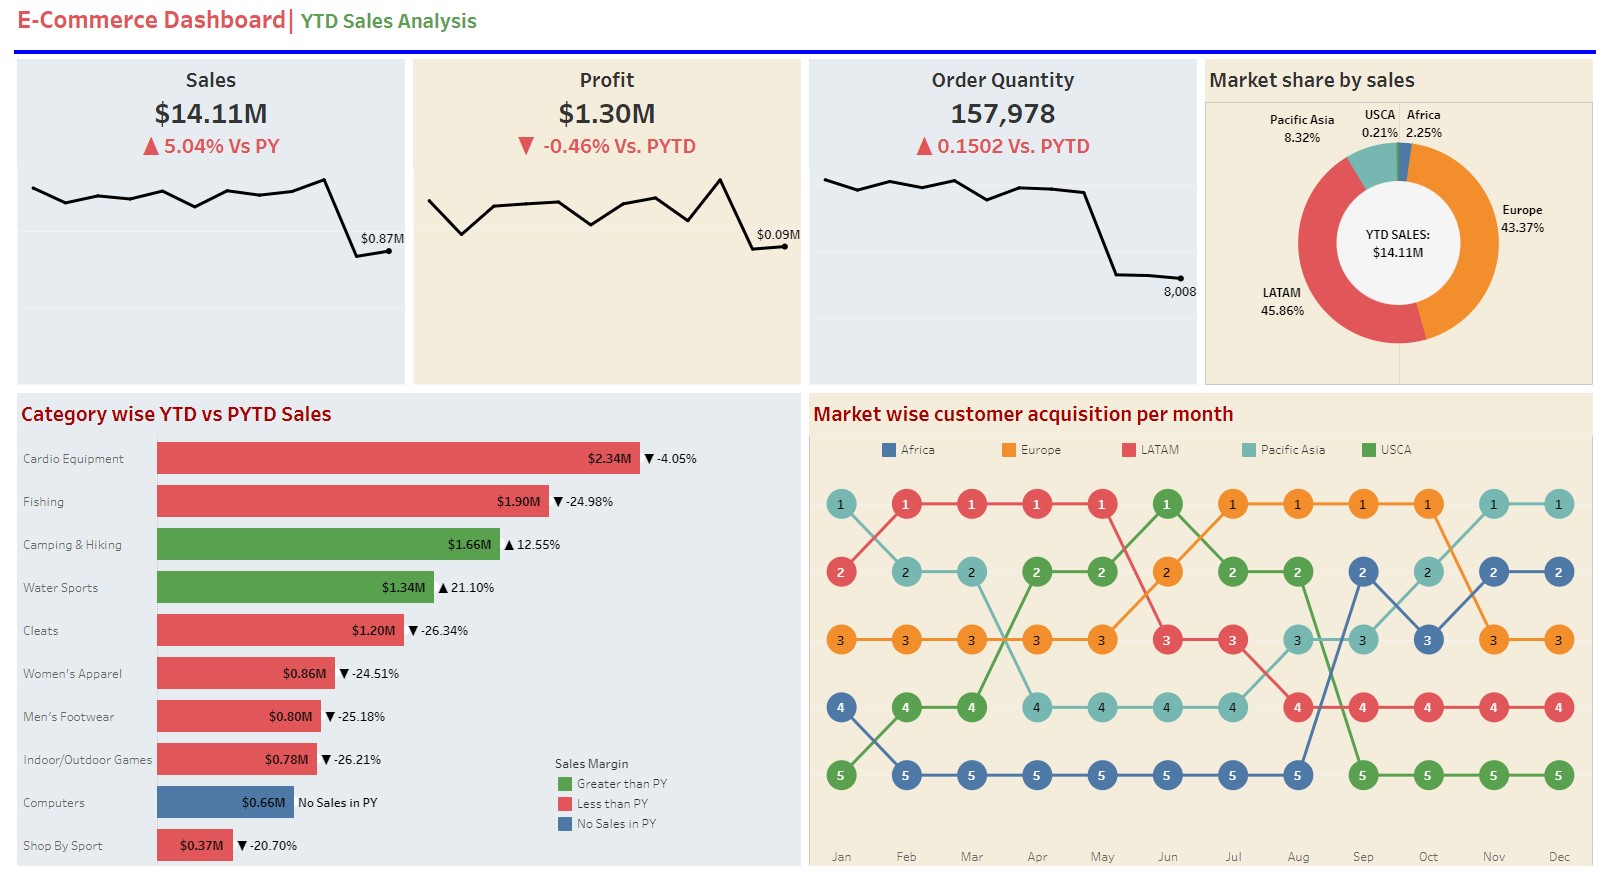 E-Commerce Dashboard| YTD Sales Analysis
Sales
$14.11M
▲ 5.04% Vs PY
$0.87M
Profit
$1.30M
▼ -0.46% Vs. PYTD
$0.09M
Order Quantity
157,978
▲ 0.1502 Vs. PYTD
8,008
Market share by sales
Pacific Asia
8.32%
USCA
0.21%
Africa
2.25%
Europe
43.37%
YTD SALES:
$14.11M
LATAM
45.86%
Category wise YTD vs PYTD Sales
Cardio Equipment $2.34M ▼ -4.05%
Fishing $1.90M ▼ -24.98%
Camping & Hiking $1.66M ▲ 12.55%
Water Sports $1.34M ▲ 21.10%
Cleats $1.20M ▼ -26.34%
Women's Apparel $0.86M ▼ -24.51%
Men's Footwear $0.80M ▼ -25.18%
Indoor/Outdoor Games $0.78M ▼ -26.21%
Computers $0.66M No Sales in PY
Shop By Sport $0.37M ▼ -20.70%
Sales Margin
Greater than PY
Less than PY
No Sales in PY
Market wise customer acquisition per month
Africa Europe LATAM Pacific Asia USCA
1 1 1 1 1 1 1 1 1 1 1 1
2 2 2 2 2 2 2 2 2 2 2 2
3 3 3 3 3 3 3 3 3 3 3 3
4 4 4 4 4 4 4 4 4 4 4 4
5 5 5 5 5 5 5 5 5 5 5 5
Jan Feb Mar Apr May Jun Jul Aug Sep Oct Nov Dec